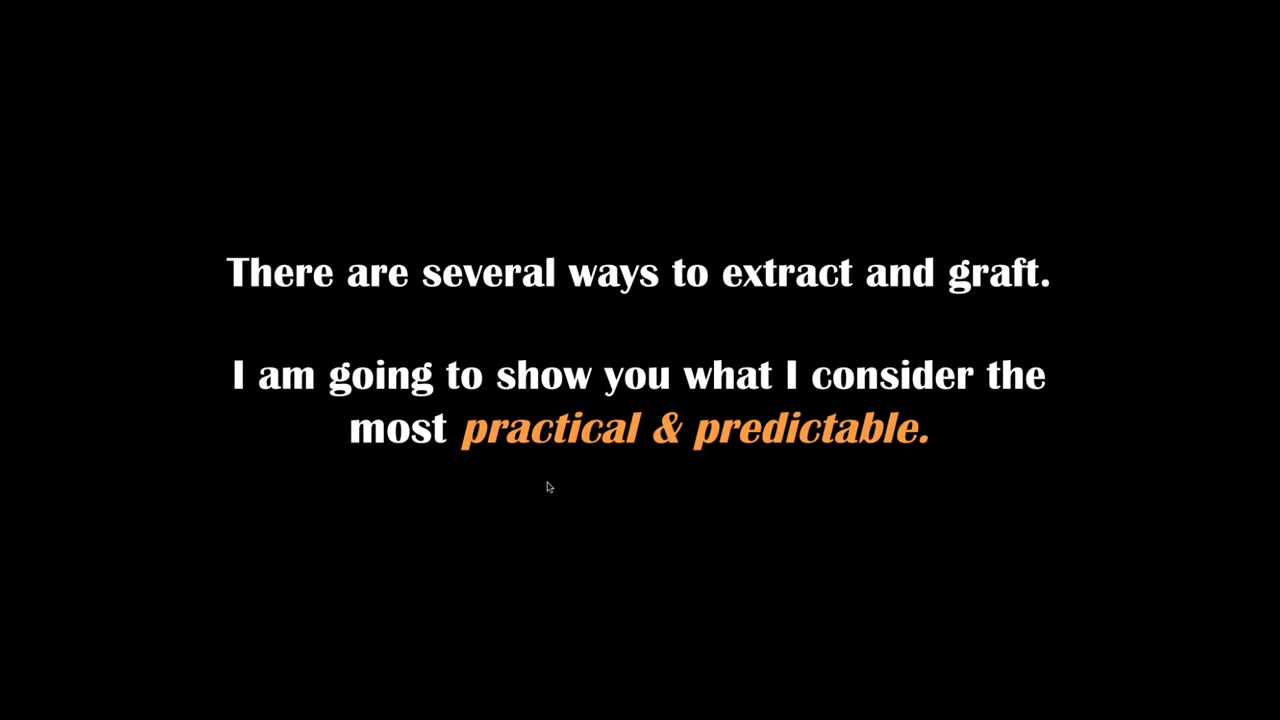 There are several ways to extract and graft.
I am going to show you what I consider the
most practical & predictable.